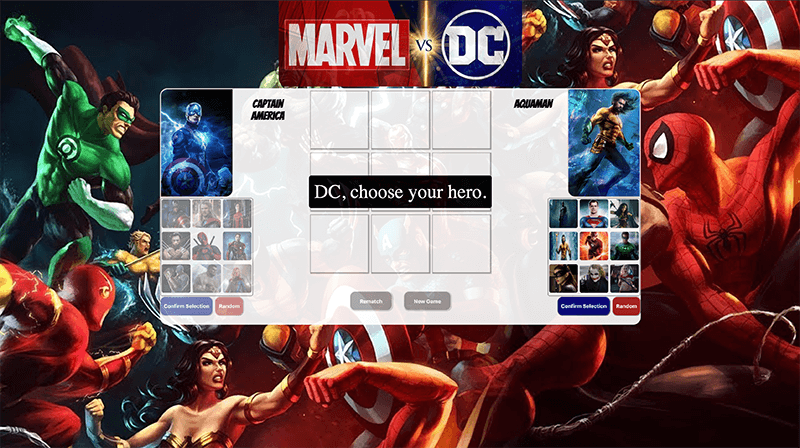 MARVEL VS DC
CAPTAIN
AMERICA
AQUAMAN
DC, choose your hero.
Confirm Selection
Random
Rematch
New Game
Confirm Selection
Random